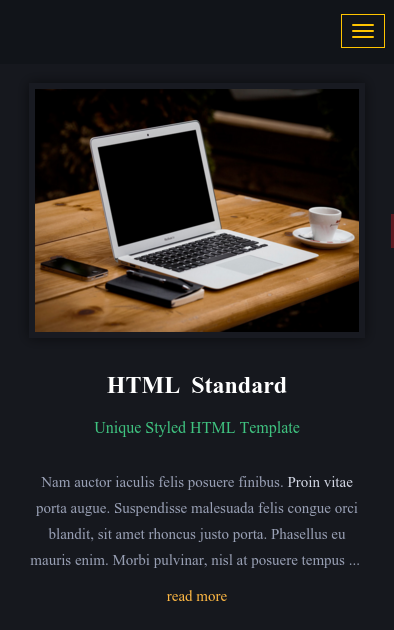 HTML Standard
Unique Styled HTML Template
Nam auctor iaculis felis posuere finibus. Proin vitae
porta augue. Suspendisse malesuada felis congue orci
blandit, sit amet rhoncus justo porta. Phasellus eu
mauris enim. Morbi pulvinar, nisl at posuere tempus ...
read more